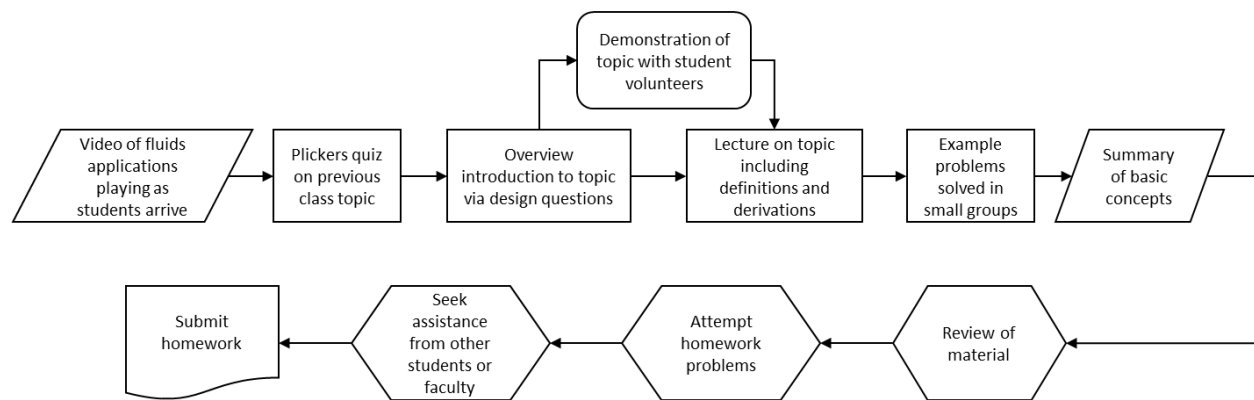 Demonstration of
topic with student
volunteers
Video of fluids
applications
playing as
students arrive
Plickers quiz
on previous
class topic
Overview
introduction to topic
via design questions
Lecture on topic
including
definitions and
derivations
Example
problems
solved in
small groups
Summary
of basic
concepts
Submit
homework
Seek
assistance
from other
students or
faculty
Attempt
homework
problems
Review of
material